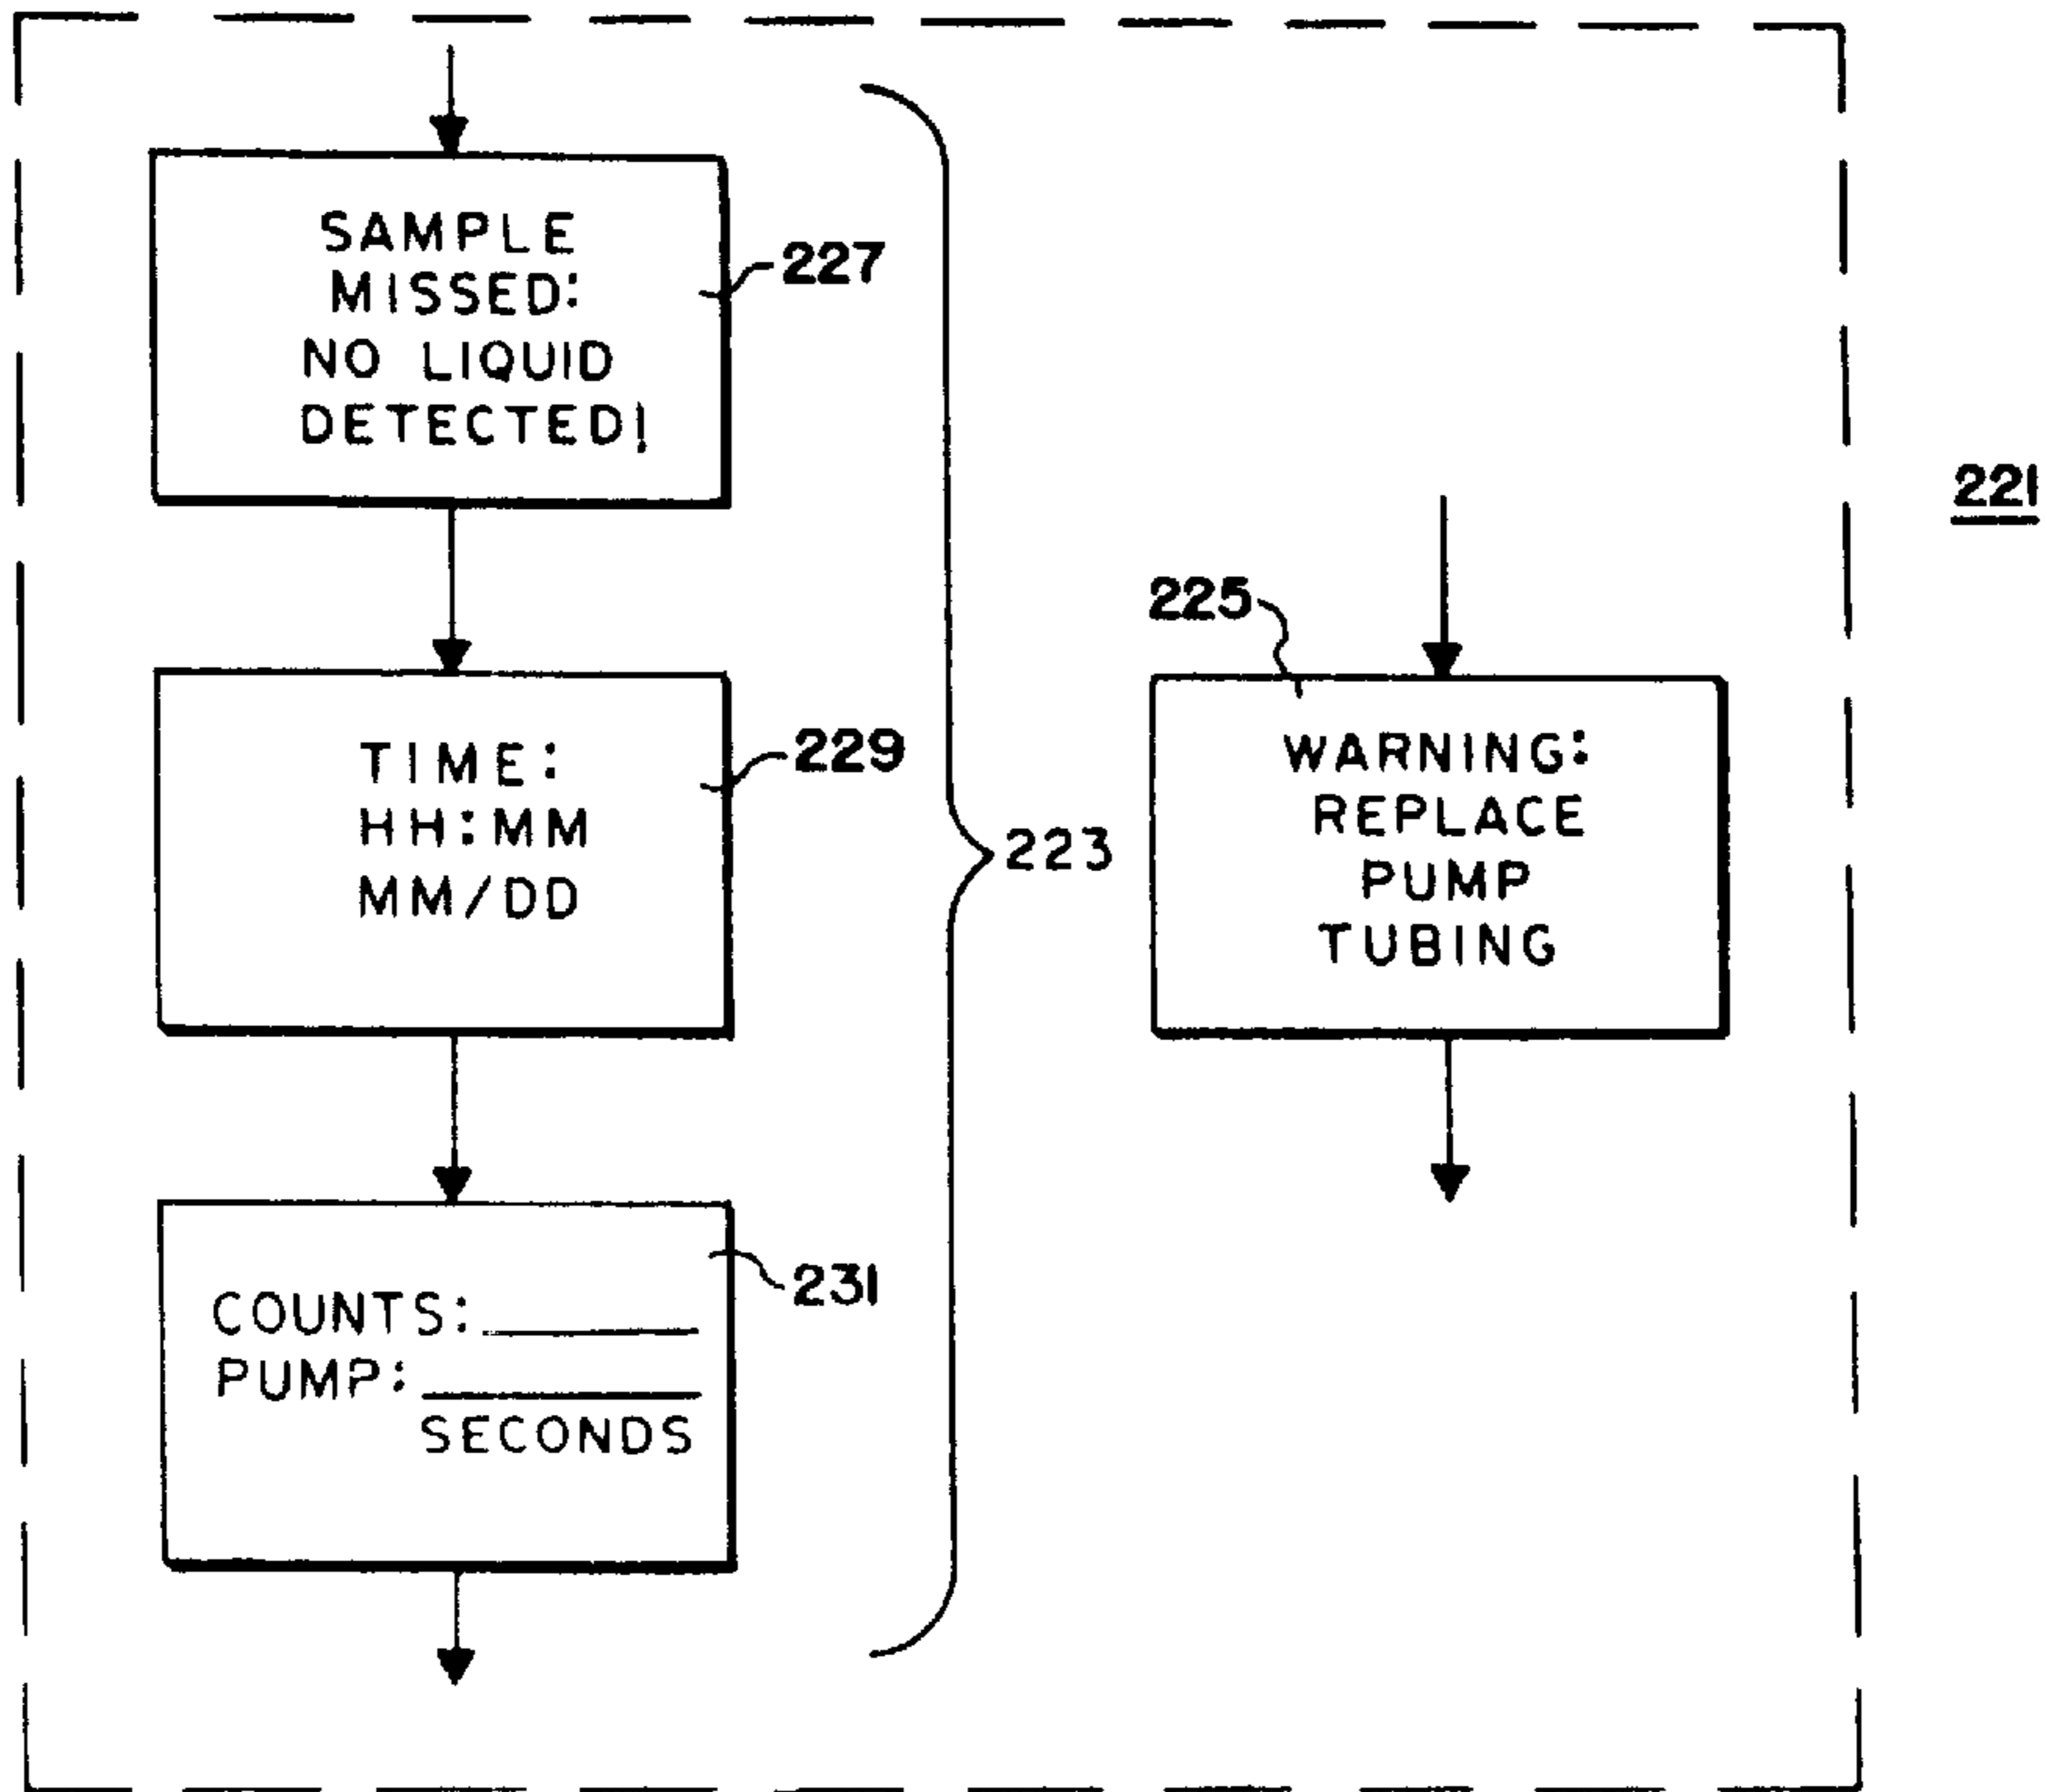 SAMPLE
MISSED:
NO LIQUID
DETECTED!
227
TIME:
HH:MM
MM/DD
229
COUNTS:
PUMP:
SECONDS
231
223
225
WARNING:
REPLACE
PUMP
TUBING
221